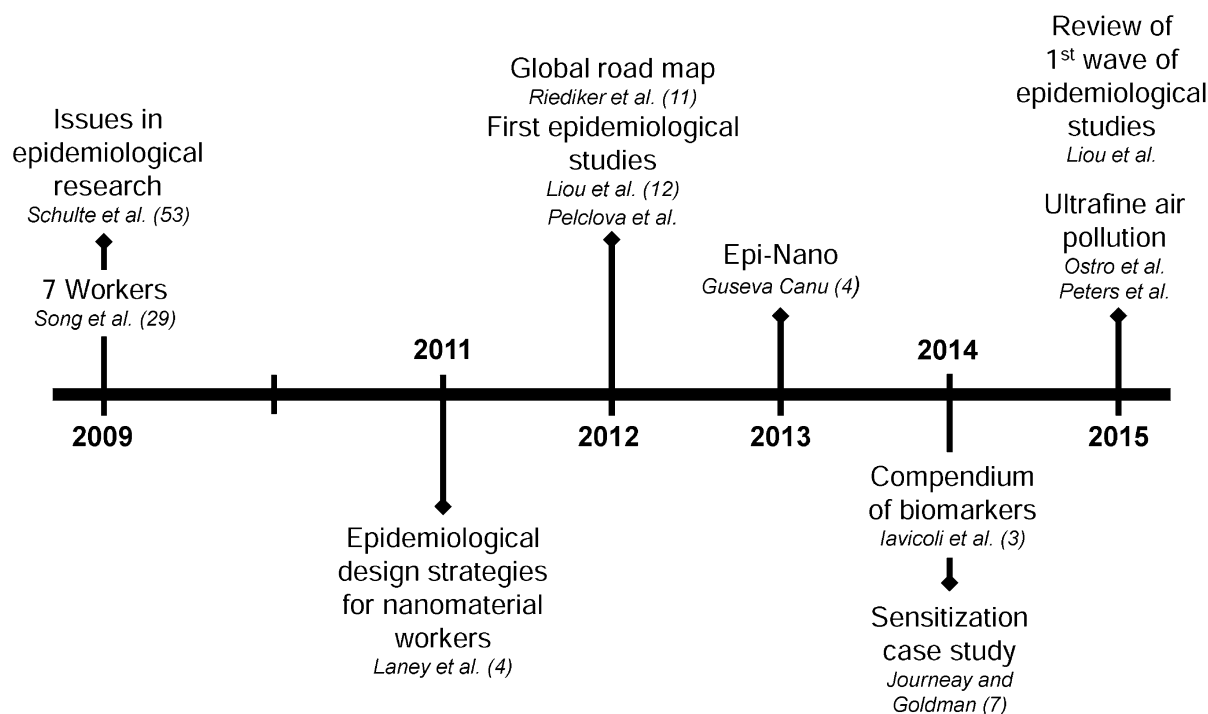 Issues in
epidemiological
research
Schulte et al. (53)
7 Workers
Song et al. (29)
2009
2011
Epidemiological
design strategies
for nanomaterial
workers
Laney et al. (4)
Global road map
Riediker et al. (11)
First epidemiological
studies
Liou et al. (12)
Pelclova et al.
2012
Epi-Nano
Guseva Canu (4)
2013
2014
Compendium
of biomarkers
Iavicoli et al. (3)
Sensitization
case study
Journeay and
Goldman (7)
Review of
1st wave of
epidemiological
studies
Liou et al.
Ultrafine air
pollution
Ostro et al.
Peters et al.
2015